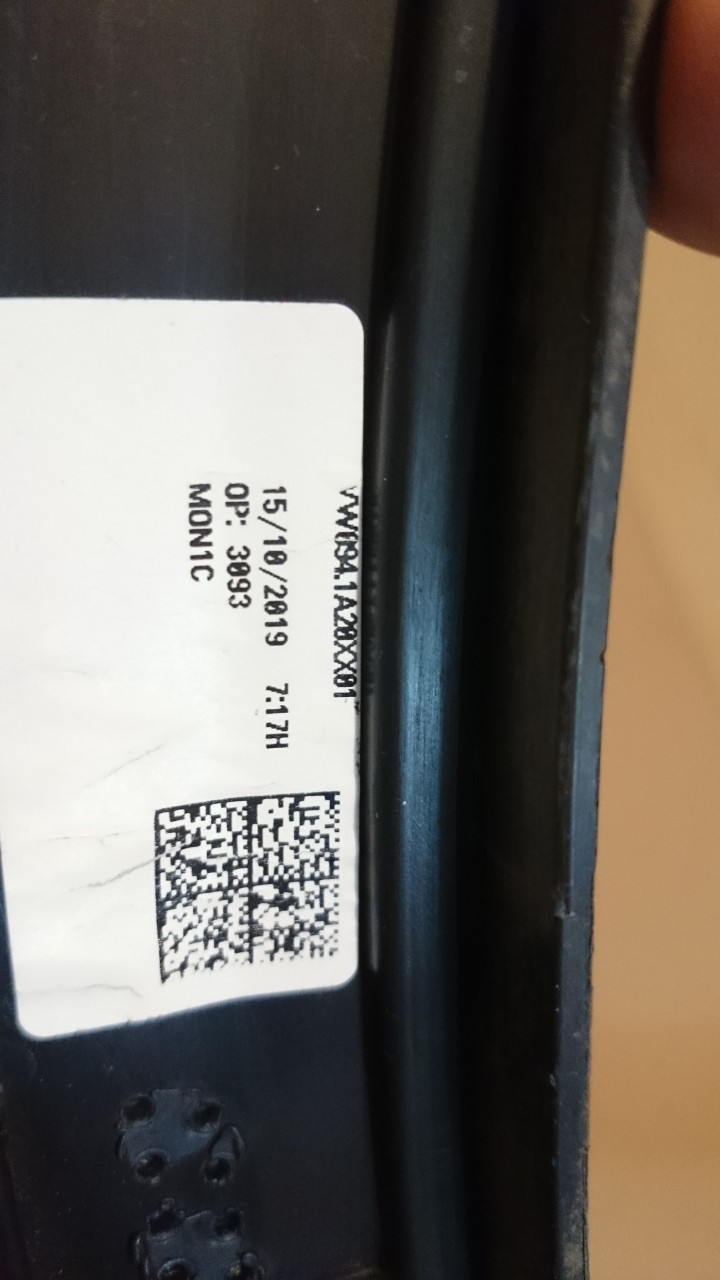 VW094.1A20XX01
15/10/2019 7:17H
OP: 3093
MON1C